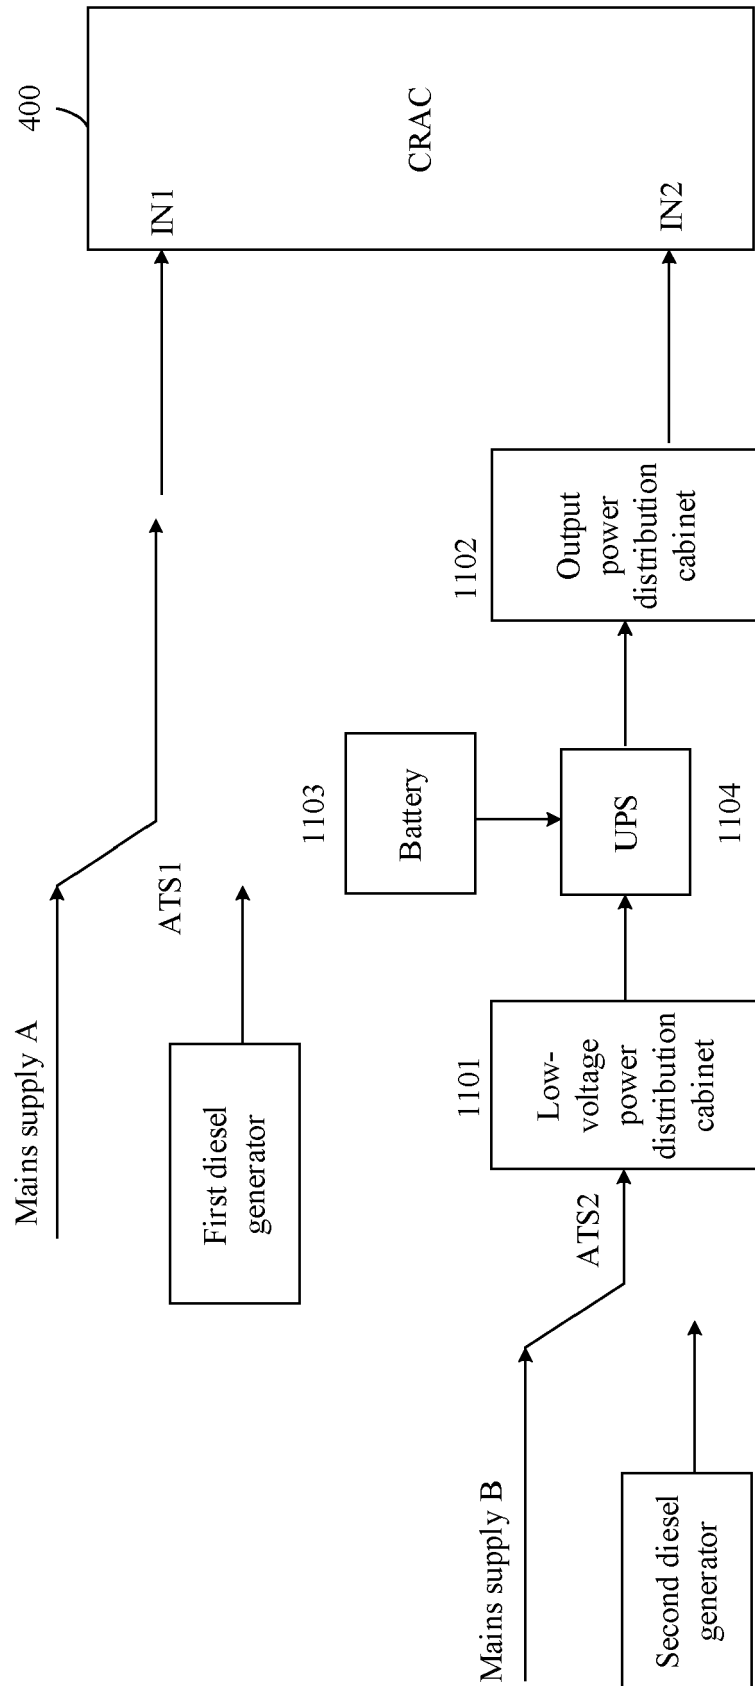 Mains supply A
First diesel
generator
ATS1
IN1
400
CRAC
IN2
Mains supply B
Second diesel
generator
ATS2
1101
Low-
voltage
power
distribution
cabinet
1103
Battery
UPS
1104
1102
Output
power
distribution
cabinet